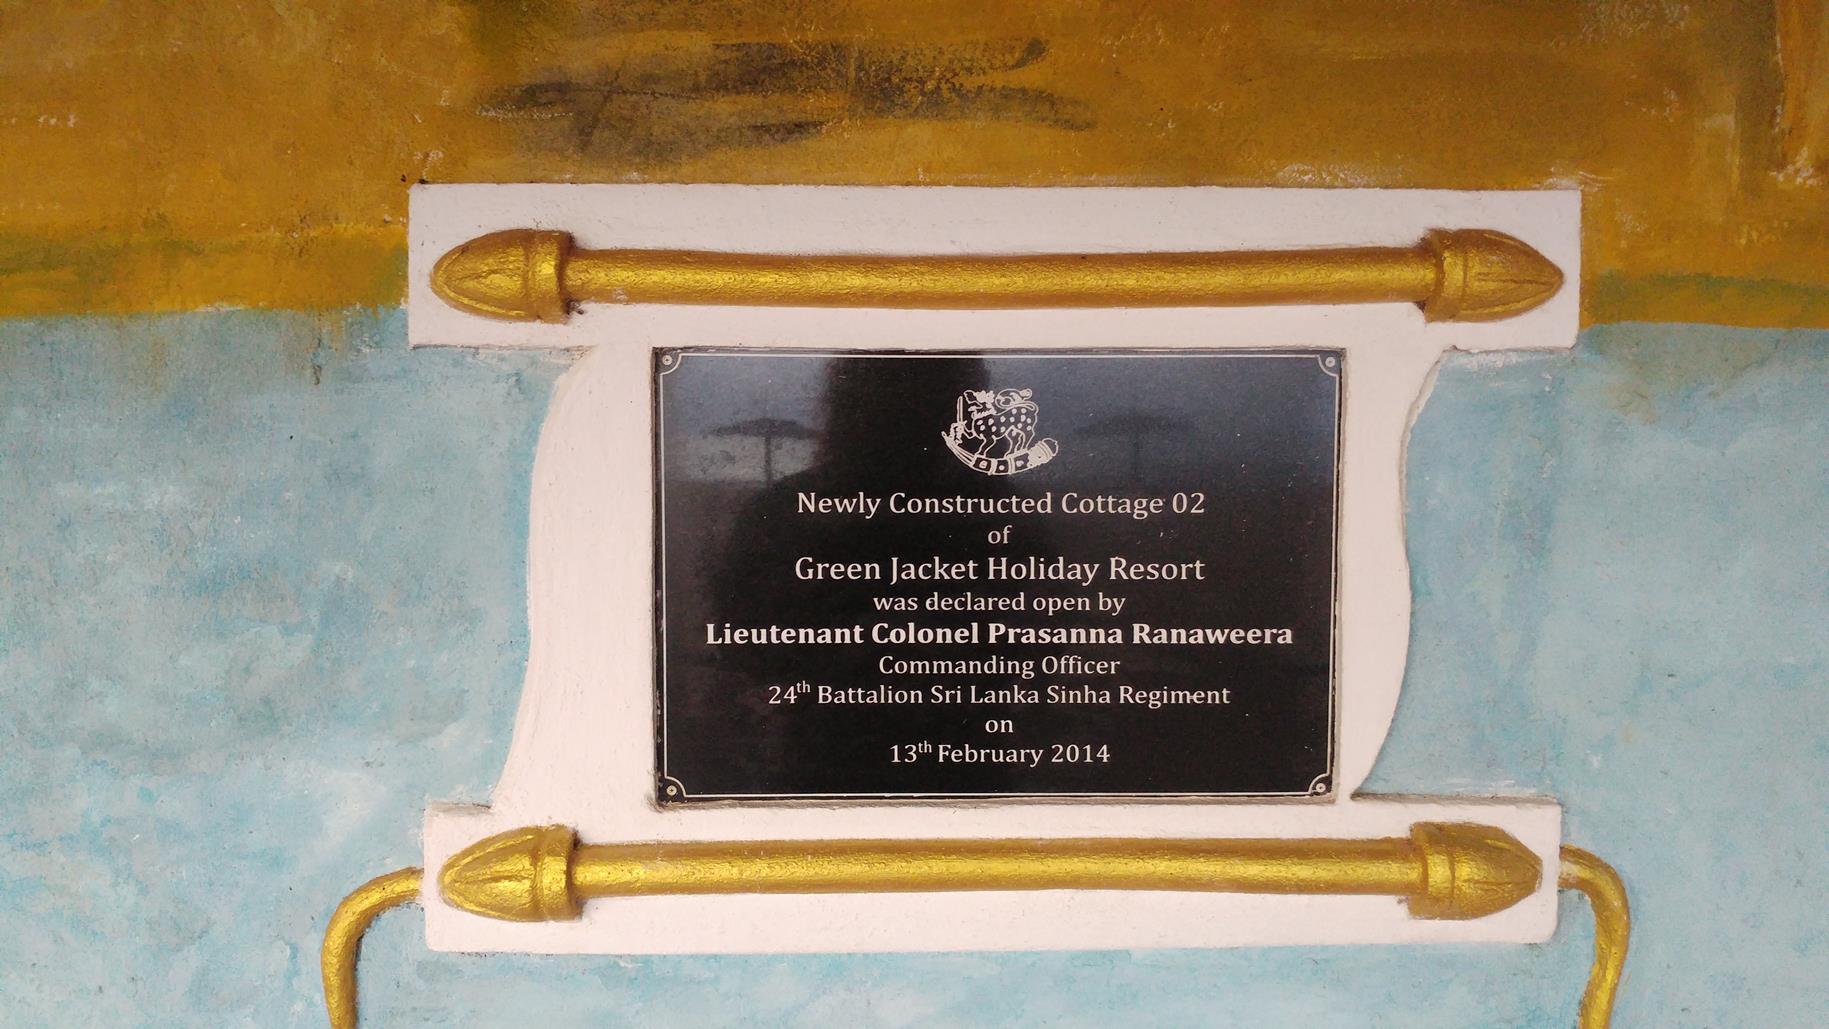 Newly Constructed Cottage 02
of
Green Jacket Holiday Resort
was declared open by
Lieutenant Colonel Prasanna Ranaweera
Commanding Officer
24th Battalion Sri Lanka Sinha Regiment
on
13th February 2014